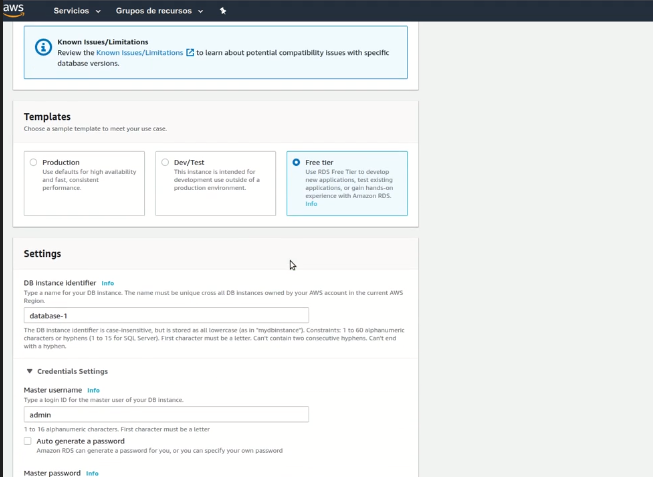 aws
Servicios
Grupos de recursos
Known Issues/Limitations
Review the Known Issues/Limitations to learn about potential compatibility issues with specific
database versions.
Templates
Choose a sample template to meet your use case.
Production
Use defaults for high availability
and fast, consistent
performance.
Dev/Test
This instance is intended for
development use outside of a
production environment.
Free tier
Use RDS Free Tier to develop
new applications, test existing
applications, or gain hands-on
experience with Amazon RDS.
Info
Settings
DB instance identifier Info
Type a name for your DB instance. The name must be unique cross all DB instances owned by your AWS account in the current AWS
Region.
database-1
The DB instance identifier is case-insensitive, but is stored as all lowercase (as in "mydbinstance"). Constraints: 1 to 60 alphanumeric
characters or hyphens (1 to 15 for SQL Server). First character must be a letter. Can't contain two consecutive hyphens. Can't end
with a hyphen.
Credentials Settings
Master username Info
Type a login ID for the master user of your DB instance.
admin
1 to 16 alphanumeric characters. First character must be a letter
Auto generate a password
Amazon RDS can generate a password for you, or you can specify your own password
Master password Info